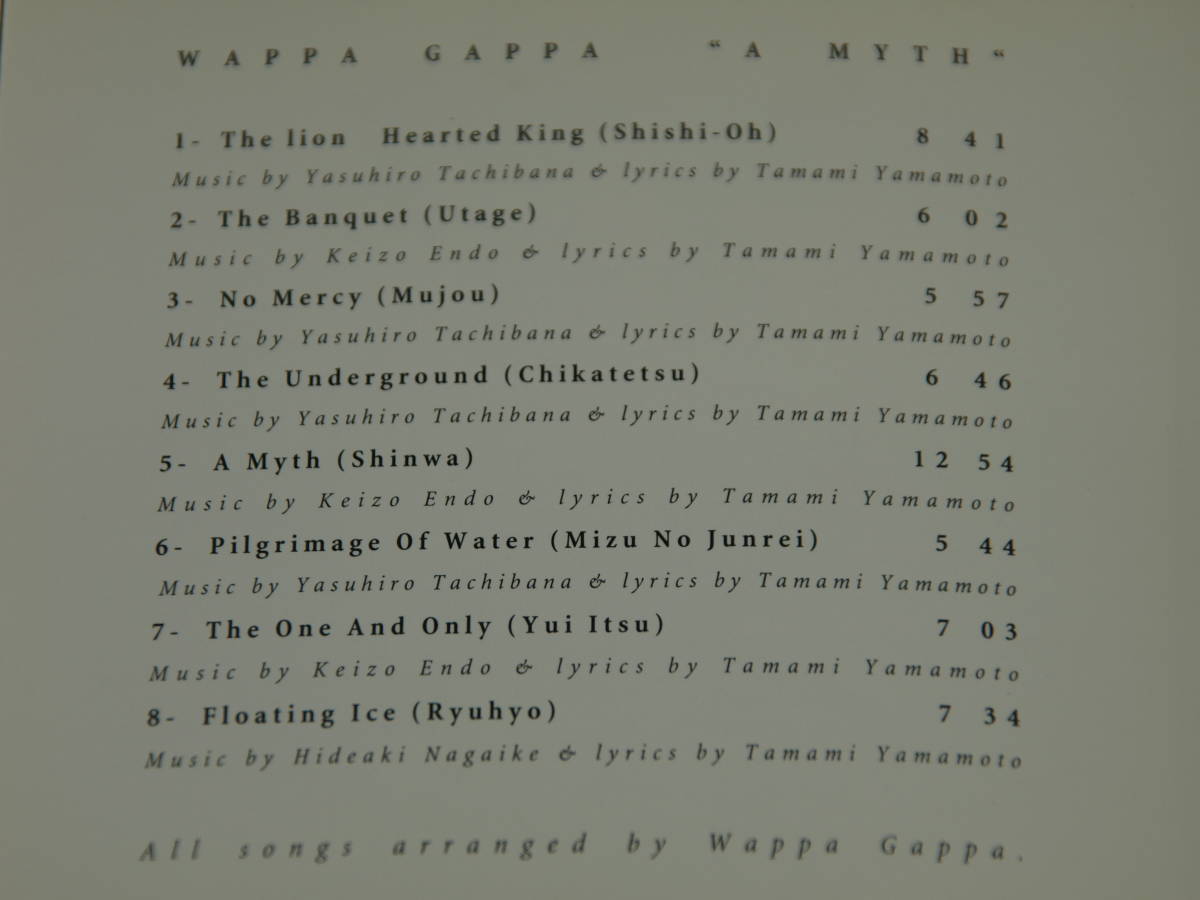 WAPPA GAPPA “A MYTH“
1- The lion Hearted King (Shishi-Oh) 8 41
Music by Yasuhiro Tachibana & lyrics by Tamami Yamamoto
2- The Banquet (Utage) 6 02
Music by Keizo Endo & lyrics by Tamami Yamamoto
3- No Mercy (Mujou) 5 57
Music by Yasuhiro Tachibana & lyrics by Tamami Yamamoto
4- The Underground (Chikatetsu) 6 46
Music by Yasuhiro Tachibana & lyrics by Tamami Yamamoto
5- A Myth (Shinwa) 12 54
Music by Keizo Endo & lyrics by Tamami Yamamoto
6- Pilgrimage Of Water (Mizu No Junrei) 5 44
Music by Yasuhiro Tachibana & lyrics by Tamami Yamamoto
7- The One And Only (Yui Itsu) 7 03
Music by Keizo Endo & lyrics by Tamami Yamamoto
8- Floating Ice (Ryuhyo) 7 34
Music by Hideaki Nagaike & lyrics by Tamami Yamamoto
All songs arranged by Wappa Gappa.